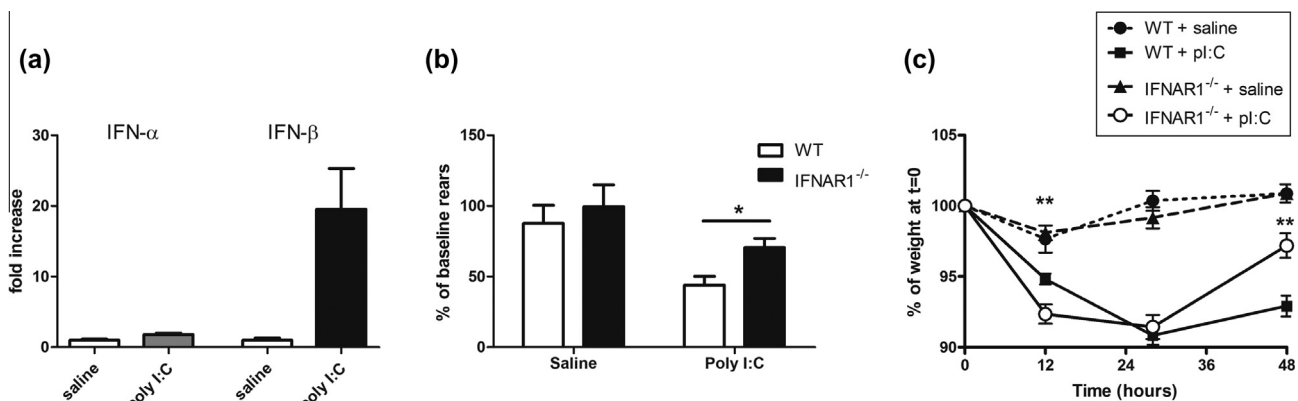 (a)
IFN-α IFN-β
fold increase
30
20
10
0
saline
poly I:C
saline
poly I:C
(b)
% of baseline rears
150
100
50
0
Saline Poly I:C
WT
IFNAR1-/-
*
(c)
WT + saline
WT + pI:C
IFNAR1-/- + saline
IFNAR1-/- + pI:C
% of weight at t=0
105
100
95
90
**
**
0 12 24 36 48
Time (hours)